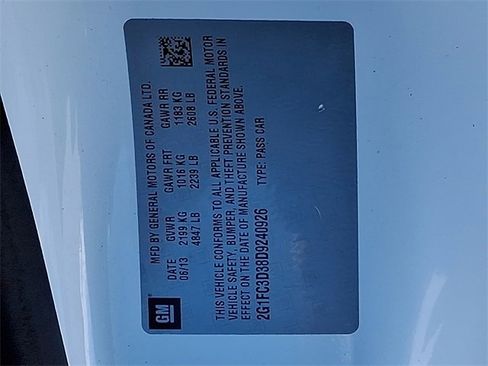 MFD BY GENERAL MOTORS OF CANADA LTD.
DATE GVWR GAWR FRT GAWR RR
06/13 2199 KG 1016 KG 1183 KG
4847 LB 2239 LB 2608 LB
GM
THIS VEHICLE CONFORMS TO ALL APPLICABLE U.S. FEDERAL MOTOR
VEHICLE SAFETY, BUMPER, AND THEFT PREVENTION STANDARDS IN
EFFECT ON THE DATE OF MANUFACTURE SHOWN ABOVE.
2G1FC3D38D9240926 TYPE: PASS CAR